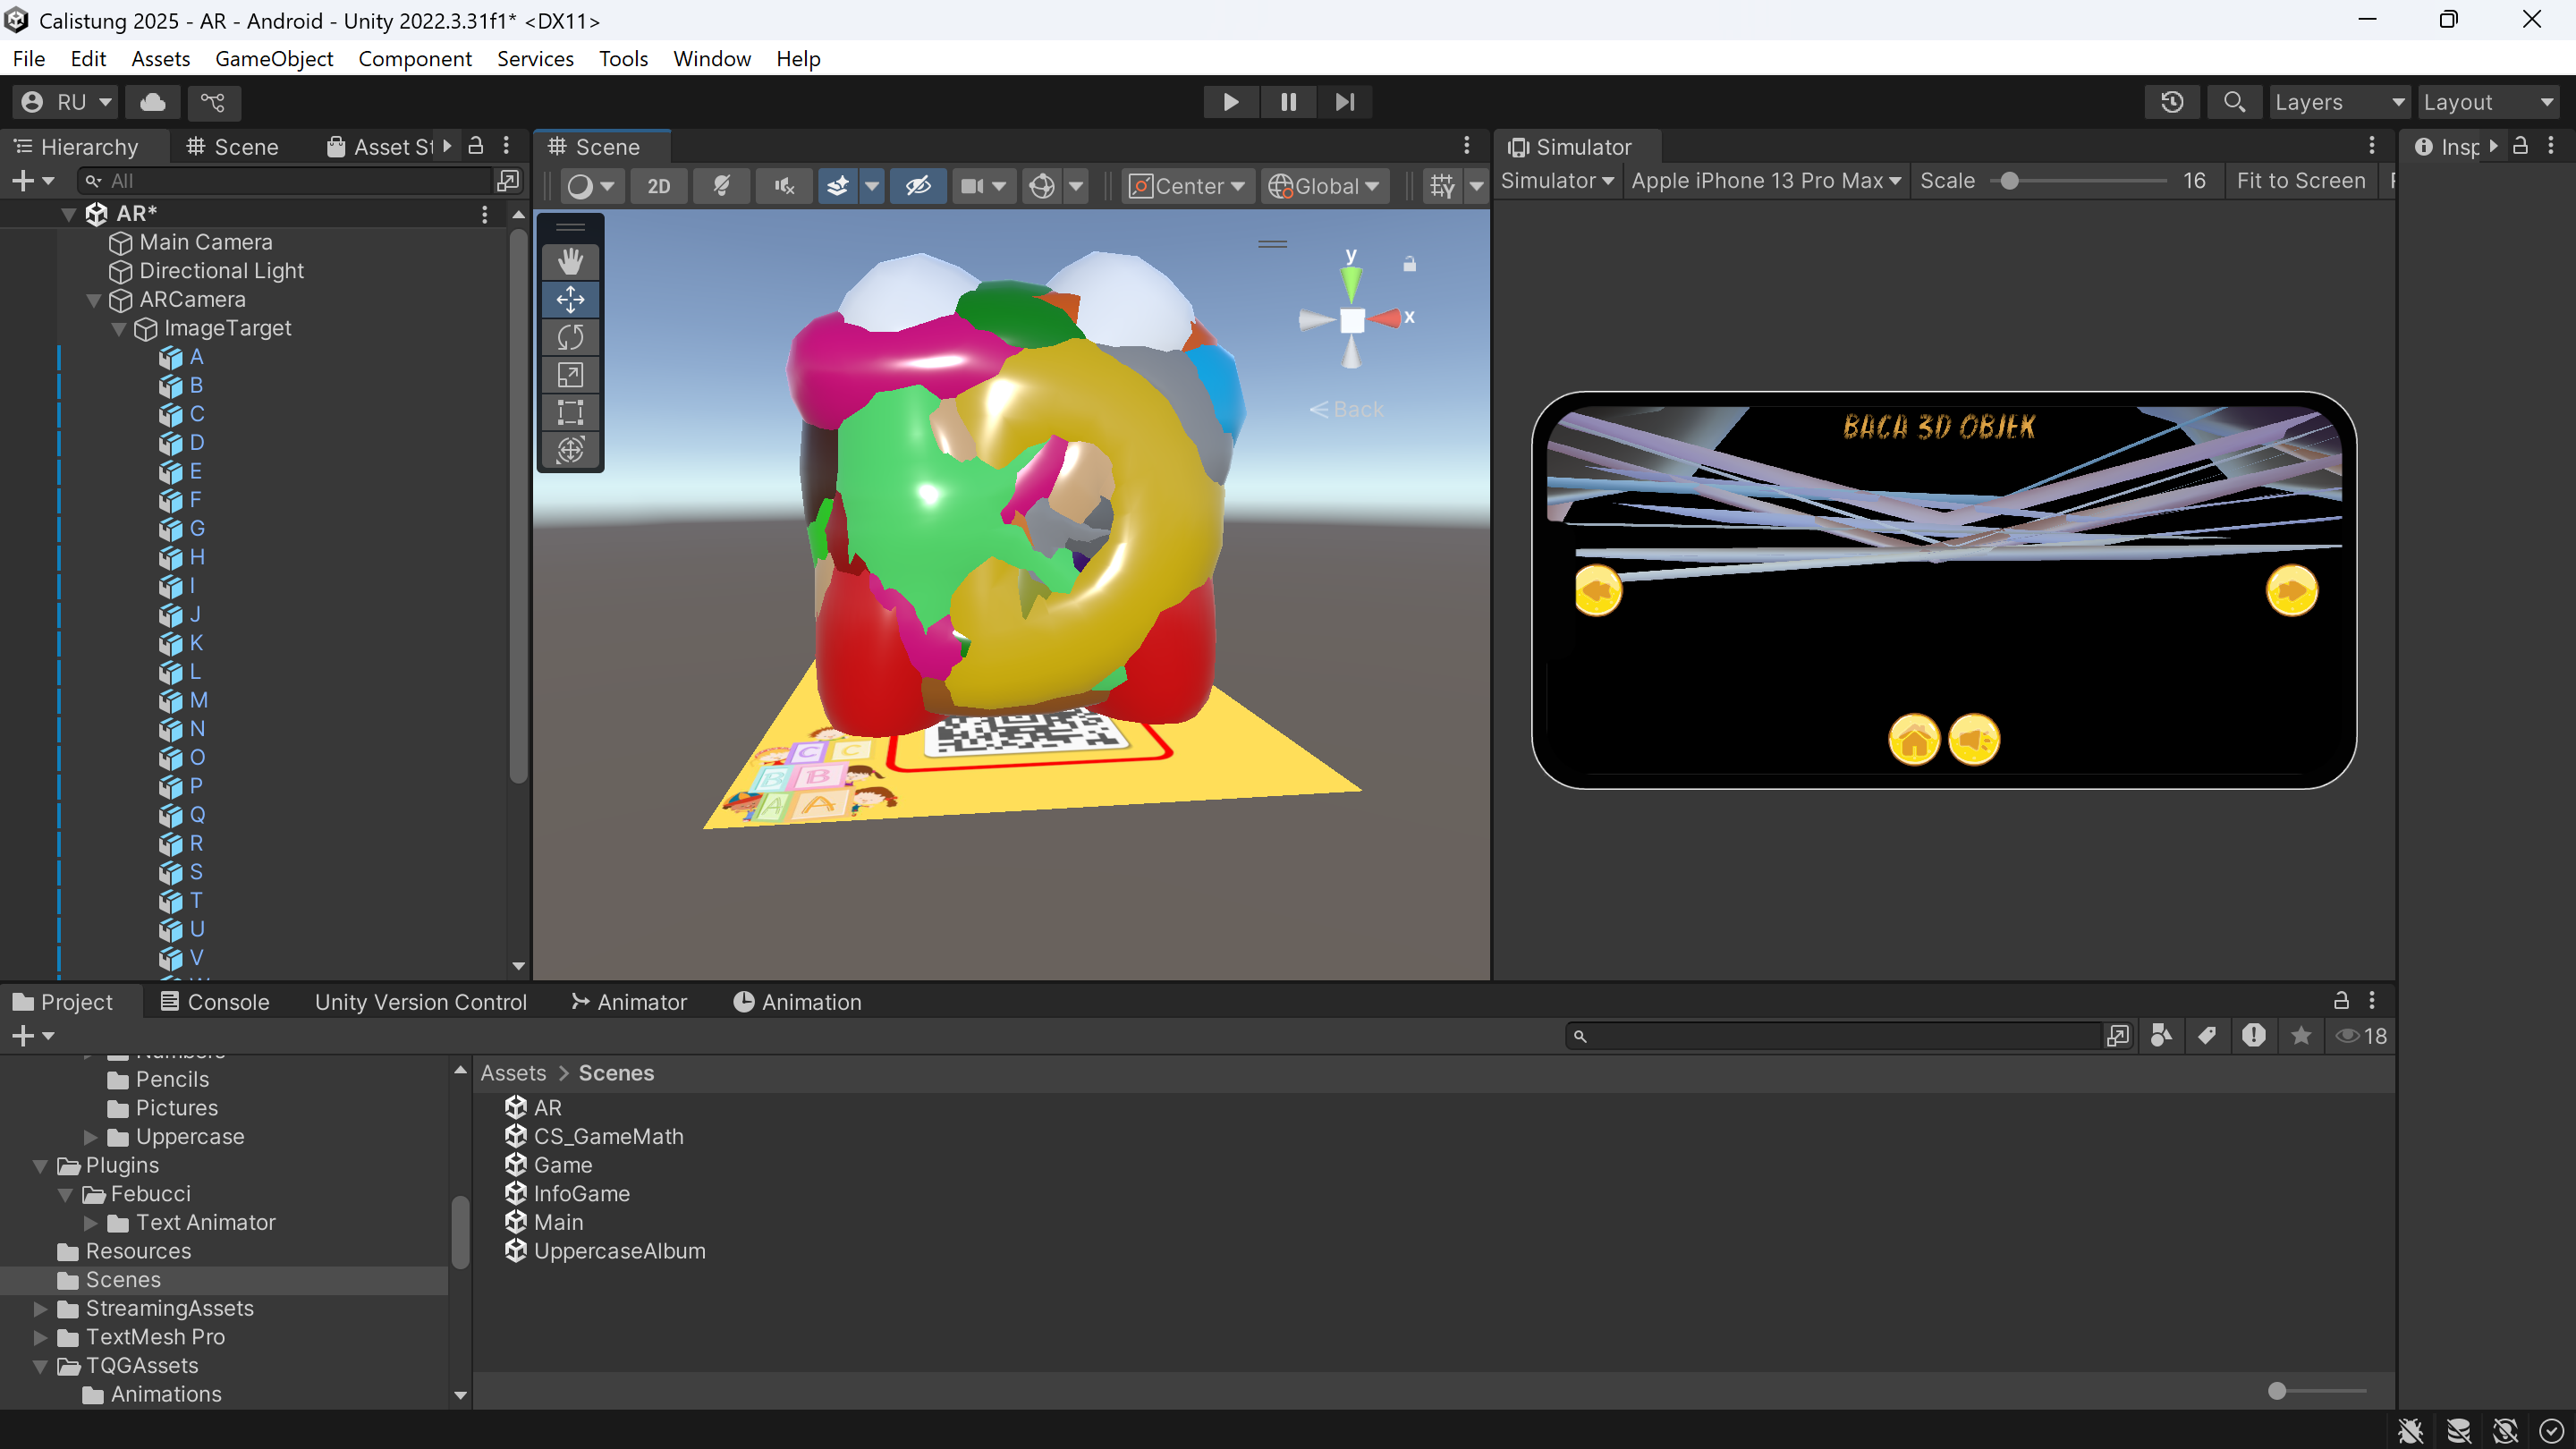 Calistung 2025 - AR - Android - Unity 2022.3.31f1* <DX11>
File Edit Assets GameObject Component Services Tools Window Help
RU Layers Layout
Hierarchy Scene Asset St Scene Simulator Insp
All 2D Center Global Simulator Apple iPhone 13 Pro Max Scale 16 Fit to Screen
AR*
Main Camera
Directional Light
ARCamera
ImageTarget
A
B
C
D
E
F
G
H
I
J
K
L
M
N
O
P
Q
R
S
T
U
V
y
x
Back
C C
B B
A A
BACA 3D OBJEK
Project Console Unity Version Control Animator Animation
18
Numbers
Pencils
Pictures
Uppercase
Plugins
Febucci
Text Animator
Resources
Scenes
StreamingAssets
TextMesh Pro
TQGAssets
Animations
Assets > Scenes
AR
CS_GameMath
Game
InfoGame
Main
UppercaseAlbum